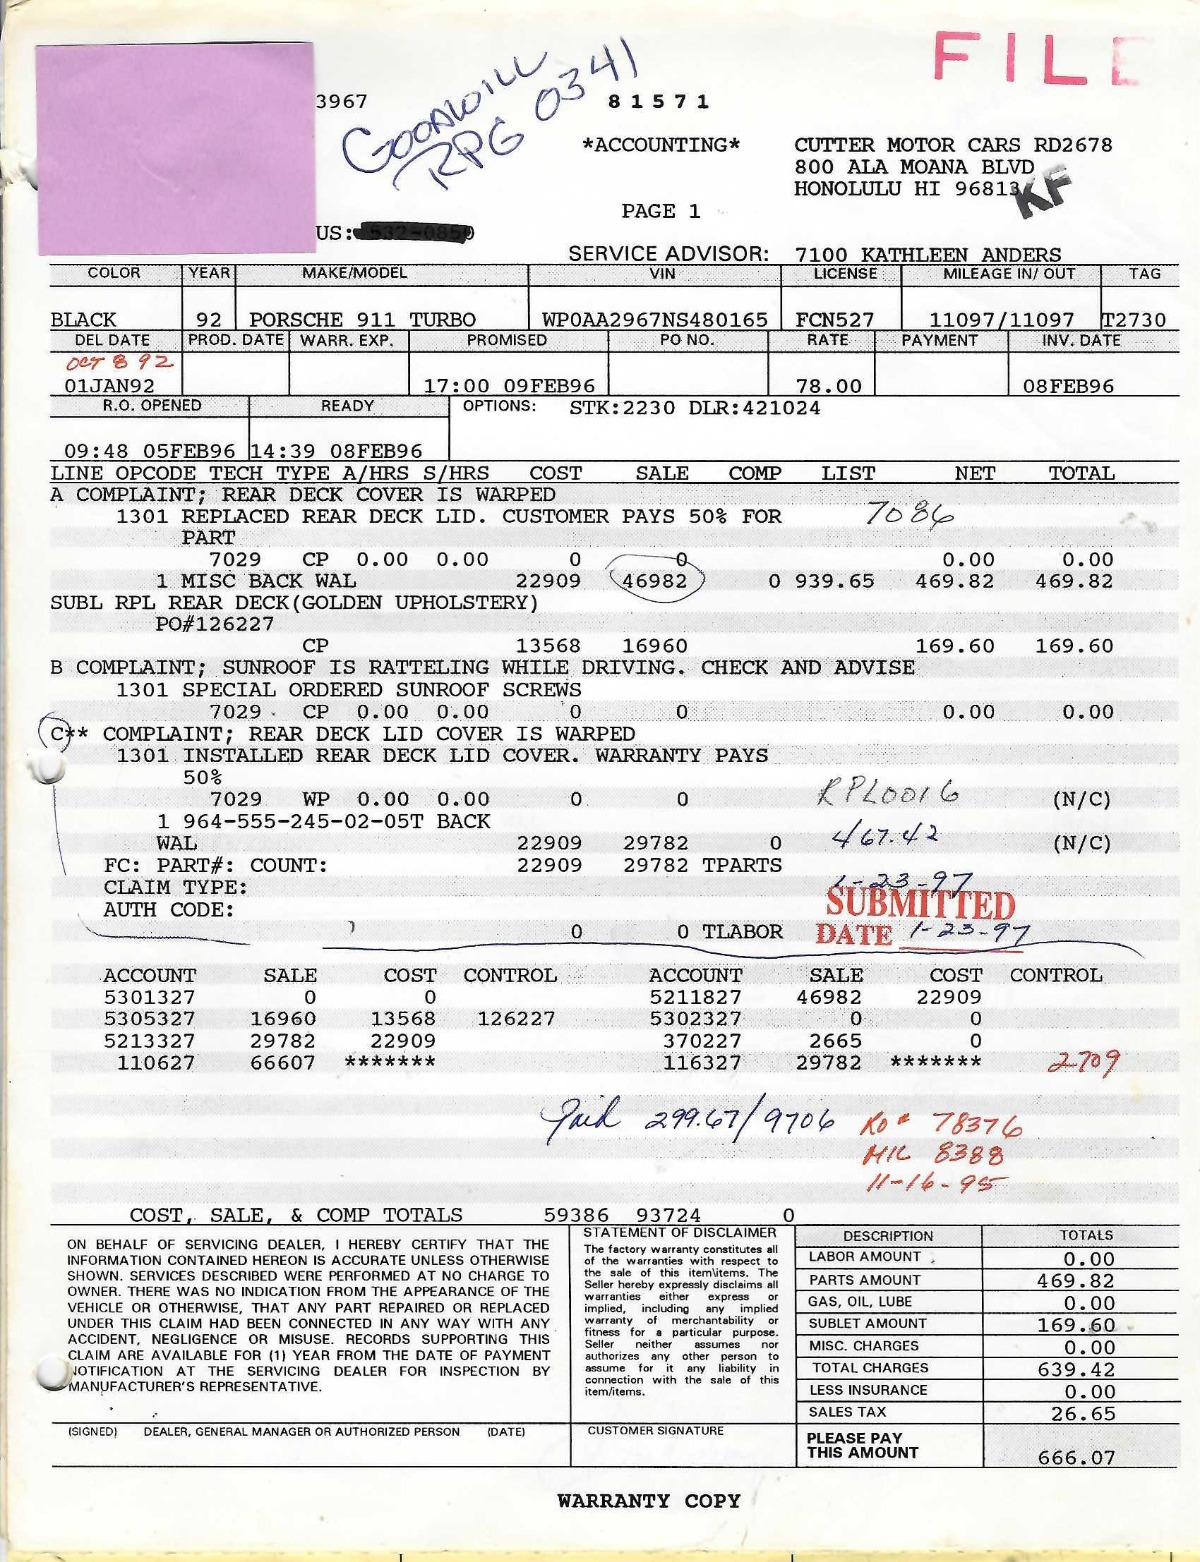 FILE
GOODWILL
RPG 0341
3967
81571
*ACCOUNTING*
CUTTER MOTOR CARS RD2678
800 ALA MOANA BLVD
HONOLULU HI 96813
KF
PAGE 1
US:
SERVICE ADVISOR: 7100 KATHLEEN ANDERS
COLOR YEAR MAKE/MODEL VIN LICENSE MILEAGE IN/ OUT TAG
BLACK 92 PORSCHE 911 TURBO WP0AA2967NS480165 FCN527 11097/11097 T2730
DEL DATE PROD. DATE WARR. EXP. PROMISED PO NO. RATE PAYMENT INV. DATE
OCT 8 92
01JAN92 17:00 09FEB96 78.00 08FEB96
R.O. OPENED READY OPTIONS: STK:2230 DLR:421024
09:48 05FEB96 14:39 08FEB96
LINE OPCODE TECH TYPE A/HRS S/HRS COST SALE COMP LIST NET TOTAL
A COMPLAINT; REAR DECK COVER IS WARPED
1301 REPLACED REAR DECK LID. CUSTOMER PAYS 50% FOR 7086
PART
7029 CP 0.00 0.00 0 0 0.00 0.00
1 MISC BACK WAL 22909 46982 0 939.65 469.82 469.82
SUBL RPL REAR DECK(GOLDEN UPHOLSTERY)
PO#126227
CP 13568 16960 169.60 169.60
B COMPLAINT; SUNROOF IS RATTELING WHILE DRIVING. CHECK AND ADVISE
1301 SPECIAL ORDERED SUNROOF SCREWS
7029 CP 0.00 0.00 0 0 0.00 0.00
C** COMPLAINT; REAR DECK LID COVER IS WARPED
1301 INSTALLED REAR DECK LID COVER. WARRANTY PAYS
50%
7029 WP 0.00 0.00 0 0 RPL0016 (N/C)
1 964-555-245-02-05T BACK
WAL 22909 29782 0 467.42 (N/C)
FC: PART#: COUNT: 22909 29782 TPARTS
CLAIM TYPE: 1-23-97
AUTH CODE: SUBMITTED
0 0 TLABOR DATE 1-23-97
ACCOUNT SALE COST CONTROL ACCOUNT SALE COST CONTROL
5301327 0 0 5211827 46982 22909
5305327 16960 13568 126227 5302327 0 0
5213327 29782 22909 370227 2665 0
110627 66607 ******* 116327 29782 ******* 2709
Paid 299.67/9706 RO# 78376
MIL 8388
11-16-95
COST, SALE, & COMP TOTALS 59386 93724 0
ON BEHALF OF SERVICING DEALER, I HEREBY CERTIFY THAT THE
INFORMATION CONTAINED HEREON IS ACCURATE UNLESS OTHERWISE
SHOWN. SERVICES DESCRIBED WERE PERFORMED AT NO CHARGE TO
OWNER. THERE WAS NO INDICATION FROM THE APPEARANCE OF THE
VEHICLE OR OTHERWISE, THAT ANY PART REPAIRED OR REPLACED
UNDER THIS CLAIM HAD BEEN CONNECTED IN ANY WAY WITH ANY
ACCIDENT, NEGLIGENCE OR MISUSE. RECORDS SUPPORTING THIS
CLAIM ARE AVAILABLE FOR (1) YEAR FROM THE DATE OF PAYMENT
NOTIFICATION AT THE SERVICING DEALER FOR INSPECTION BY
MANUFACTURER'S REPRESENTATIVE.
(SIGNED) DEALER, GENERAL MANAGER OR AUTHORIZED PERSON (DATE)
STATEMENT OF DISCLAIMER
The factory warranty constitutes all
of the warranties with respect to
the sale of this item\items. The
Seller hereby expressly disclaims all
warranties either express or
implied, including any implied
warranty of merchantability or
fitness for a particular purpose.
Seller neither assumes nor
authorizes any other person to
assume for it any liability in
connection with the sale of this
item/items.
CUSTOMER SIGNATURE
DESCRIPTION TOTALS
LABOR AMOUNT 0.00
PARTS AMOUNT 469.82
GAS, OIL, LUBE 0.00
SUBLET AMOUNT 169.60
MISC. CHARGES 0.00
TOTAL CHARGES 639.42
LESS INSURANCE 0.00
SALES TAX 26.65
PLEASE PAY
THIS AMOUNT 666.07
WARRANTY COPY